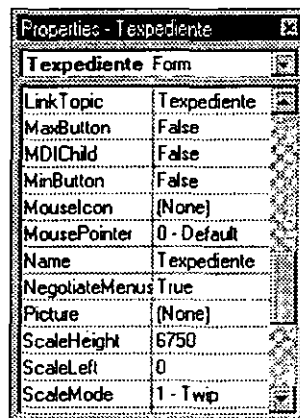 Properties - Texpediente
Texpediente Form
LinkTopic Texpediente
MaxButton False
MDIChild False
MinButton False
MouseIcon (None)
MousePointer 0 - Default
Name Texpediente
NegotiateMenus True
Picture (None)
ScaleHeight 6750
ScaleLeft 0
ScaleMode 1 - Twip